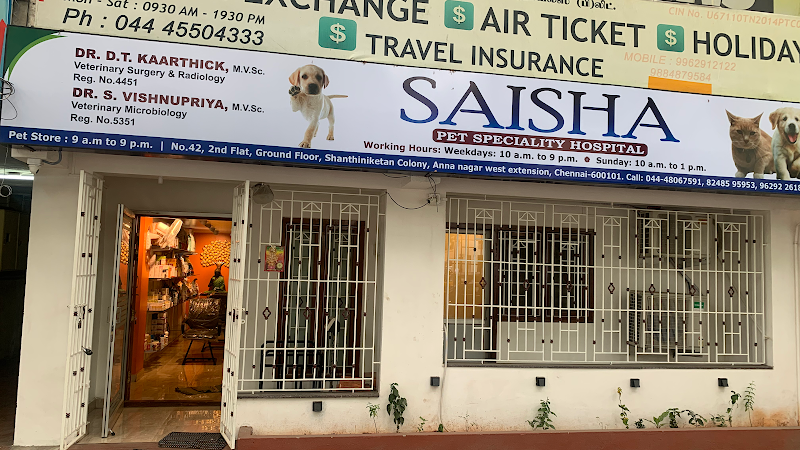 Mon - Sat : 0930 AM - 1930 PM
Ph : 044 45504333
EXCHANGE $ AIR TICKET $ HOLIDAY
$ TRAVEL INSURANCE
CIN No. U67110TN2014PTC
MOBILE : 9962912122
9884879584
DR. D.T. KAARTHICK, M.V.Sc.
Veterinary Surgery & Radiology
Reg. No.4451
DR. S. VISHNUPRIYA, M.V.Sc.
Veterinary Microbiology
Reg. No.5351
SAISHA
PET SPECIALITY HOSPITAL
Working Hours: Weekdays: 10 a.m. to 9 p.m. Sunday: 10 a.m. to 1 p.m.
Pet Store : 9 a.m to 9 p.m. | No.42, 2nd Flat, Ground Floor, Shanthiniketan Colony, Anna nagar west extension, Chennai-600101. Call: 044-48067591, 82485 95953, 96292 2618